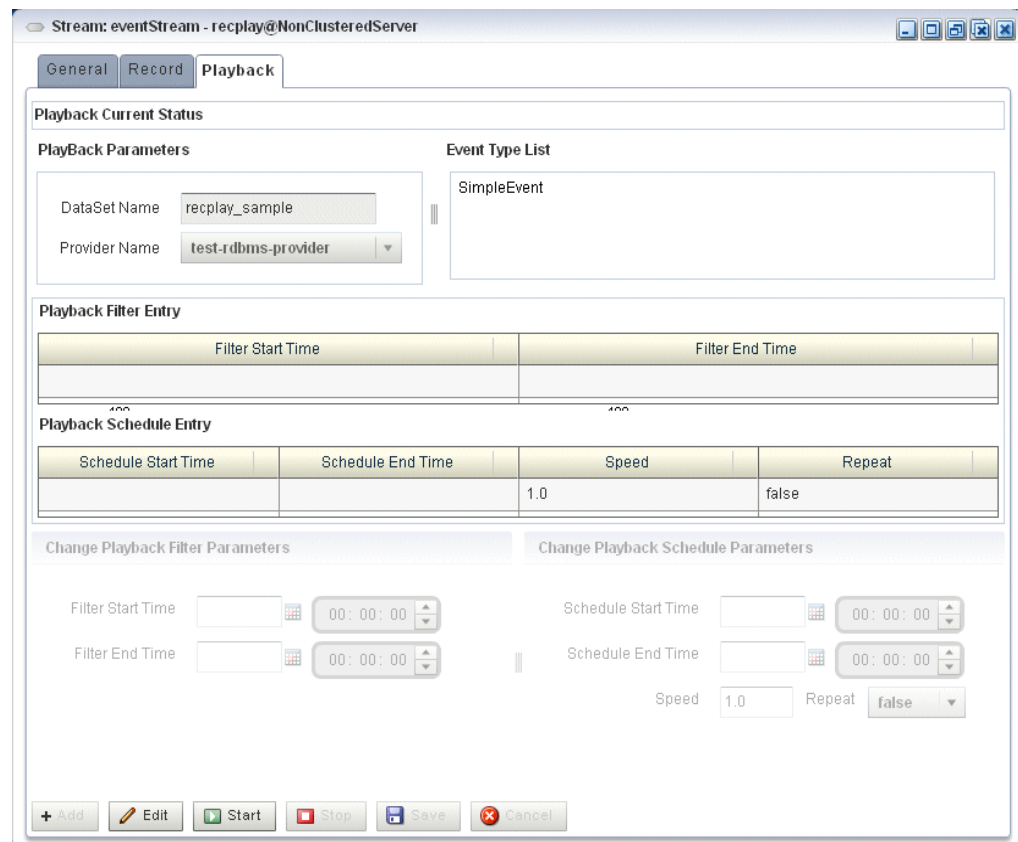 Stream: eventStream - recplay@NonClusteredServer
General Record Playback
Playback Current Status
PlayBack Parameters Event Type List
SimpleEvent
DataSet Name recplay_sample
Provider Name test-rdbms-provider
Playback Filter Entry
Filter Start Time Filter End Time
Playback Schedule Entry
Schedule Start Time Schedule End Time Speed Repeat
1.0 false
Change Playback Filter Parameters Change Playback Schedule Parameters
Filter Start Time 00: 00: 00 Schedule Start Time 00: 00: 00
Filter End Time 00: 00: 00 Schedule End Time 00: 00: 00
Speed 1.0 Repeat false
+ Add Edit Start Stop Save Cancel